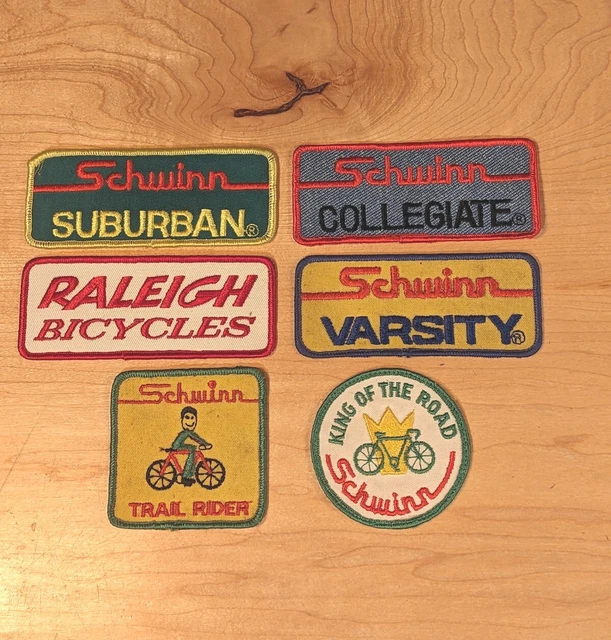 Schwinn
SUBURBAN®
Schwinn
COLLEGIATE®
RALEIGH
BICYCLES
Schwinn
VARSITY®
Schwinn
TRAIL RIDER
KING OF THE ROAD
Schwinn